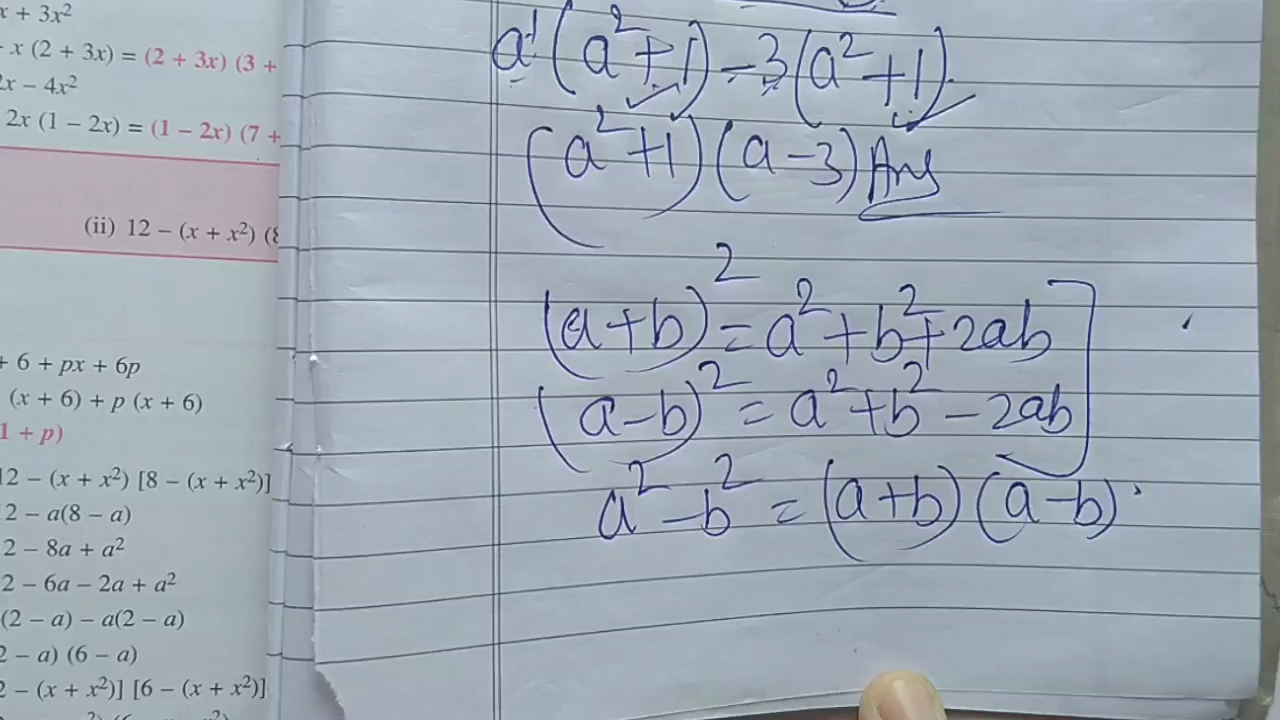 x + 3x²
x (2 + 3x) = (2 + 3x) (3 +
2x – 4x²
2x (1 – 2x) = (1 – 2x) (7 +
(ii) 12 – (x + x²) (8
+ 6 + px + 6p
(x + 6) + p (x + 6)
1 + p)
12 – (x + x²) [8 – (x + x²)]
2 – a(8 – a)
2 – 8a + a²
2 – 6a – 2a + a²
(2 – a) – a(2 – a)
2 – a) (6 – a)
2 – (x + x²)] [6 – (x + x²)]
a¹(a²+1) – 3(a²+1)
(a²+1)(a–3) Ans
(a+b)² = a²+b²+2ab
(a–b)² = a²+b²–2ab
a²–b² = (a+b)(a–b)